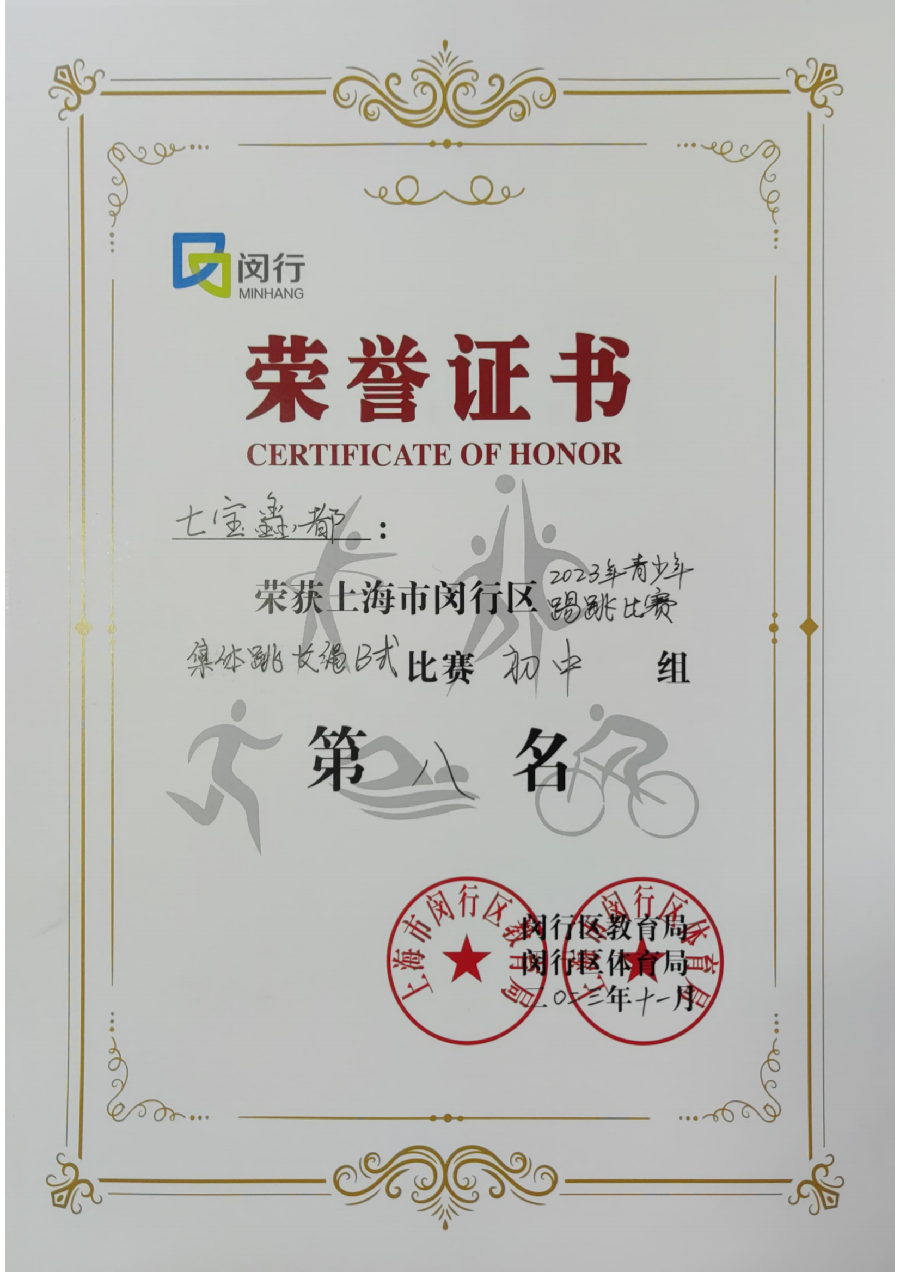 闵行
MINHANG
荣誉证书
CERTIFICATE OF HONOR
七宝鑫都：
荣获上海市闵行区2023年青少年
踢跳比赛
集体跳长绳B式比赛 初中 组
第八名
上海市闵行区教育局
闵行区教育局
闵行区体育局
二〇二三年十一月
上海市闵行区体育局